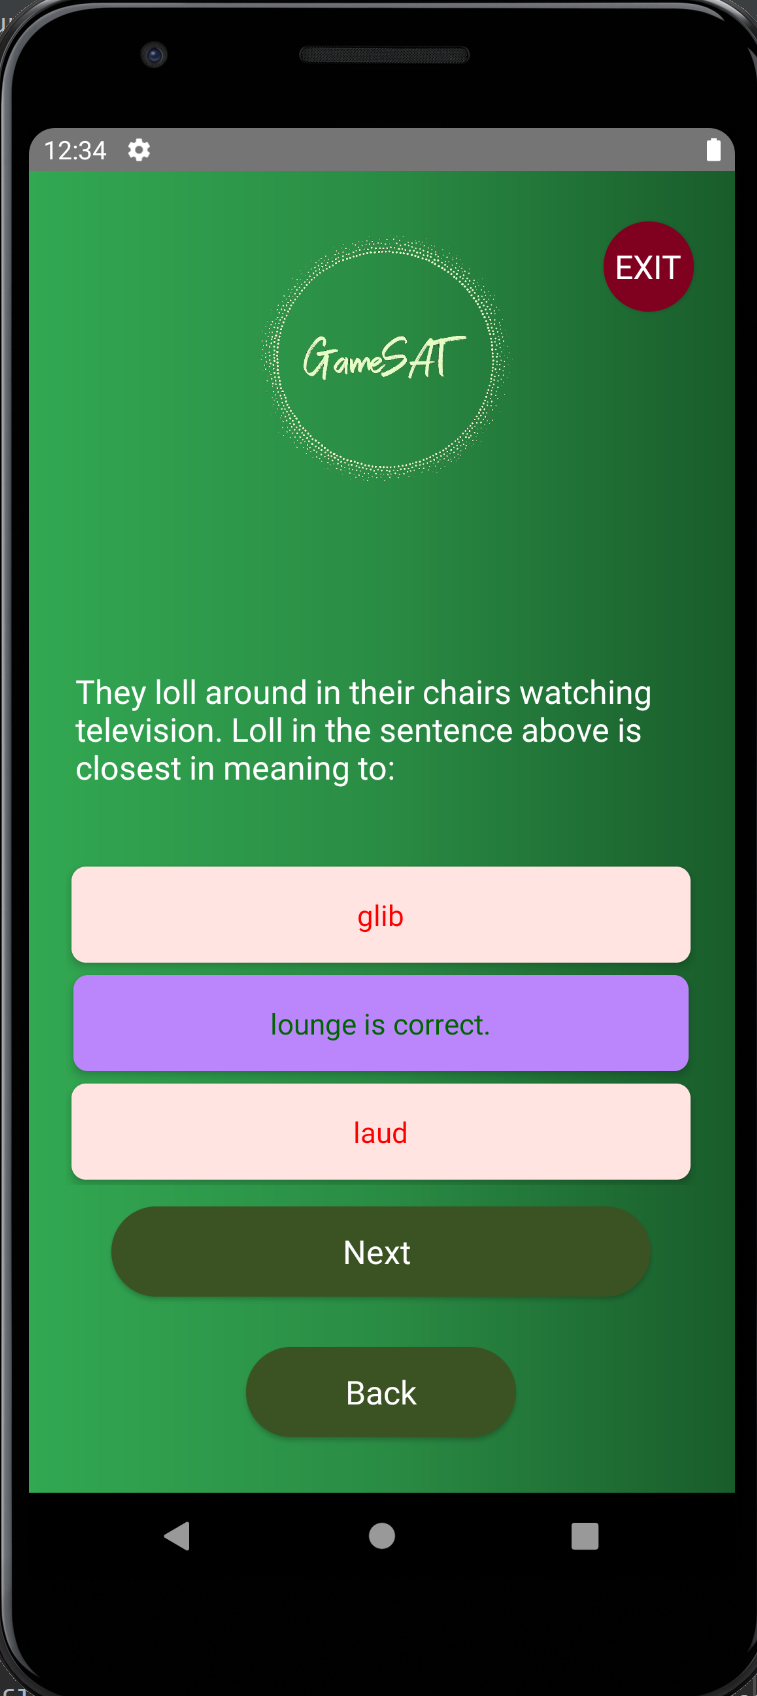 12:34
EXIT
GameSAT
They loll around in their chairs watching
television. Loll in the sentence above is
closest in meaning to:
glib
lounge is correct.
laud
Next
Back